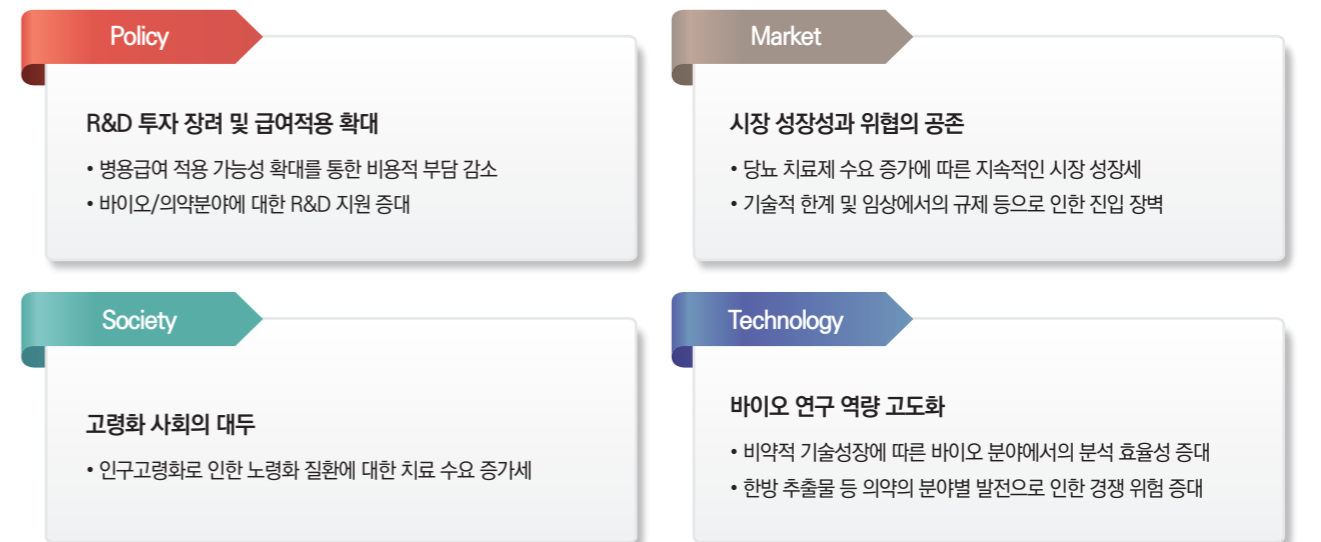 Policy
R&D 투자 장려 및 급여적용 확대
• 병용급여 적용 가능성 확대를 통한 비용적 부담 감소
• 바이오/의약분야에 대한 R&D 지원 증대
Market
시장 성장성과 위협의 공존
• 당뇨 치료제 수요 증가에 따른 지속적인 시장 성장세
• 기술적 한계 및 임상에서의 규제 등으로 인한 진입 장벽
Society
고령화 사회의 대두
• 인구고령화로 인한 노령화 질환에 대한 치료 수요 증가세
Technology
바이오 연구 역량 고도화
• 비약적 기술성장에 따른 바이오 분야에서의 분석 효율성 증대
• 한방 추출물 등 의약의 분야별 발전으로 인한 경쟁 위험 증대